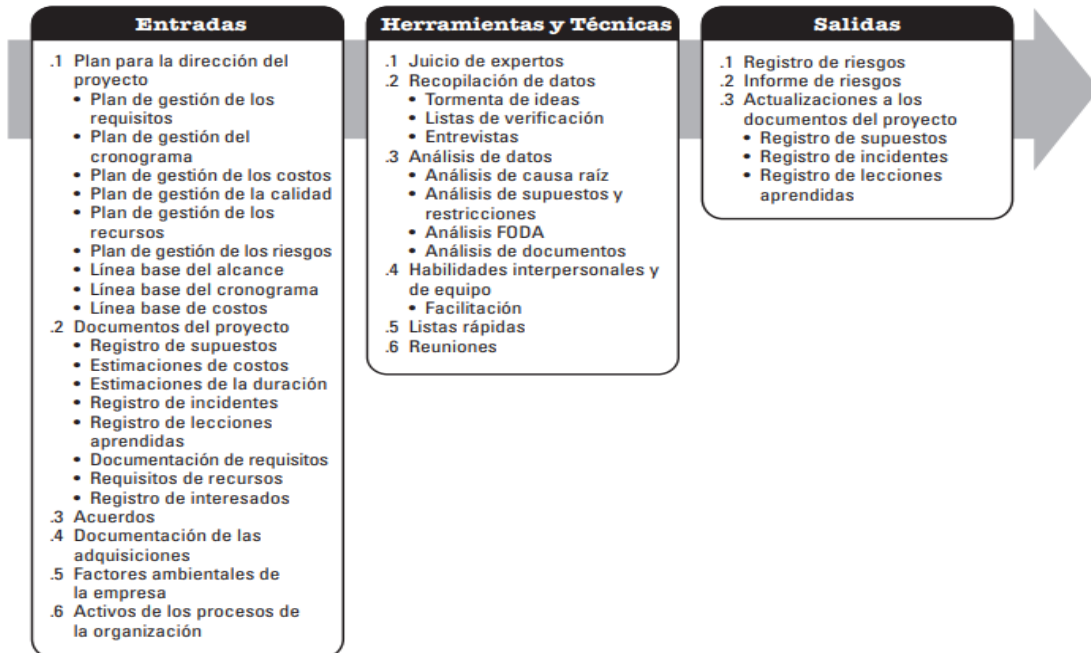 Entradas
.1 Plan para la dirección del
proyecto
• Plan de gestión de los
requisitos
• Plan de gestión del
cronograma
• Plan de gestión de los costos
• Plan de gestión de la calidad
• Plan de gestión de los
recursos
• Plan de gestión de los riesgos
• Línea base del alcance
• Línea base del cronograma
• Línea base de costos
.2 Documentos del proyecto
• Registro de supuestos
• Estimaciones de costos
• Estimaciones de la duración
• Registro de incidentes
• Registro de lecciones
aprendidas
• Documentación de requisitos
• Requisitos de recursos
• Registro de interesados
.3 Acuerdos
.4 Documentación de las
adquisiciones
.5 Factores ambientales de
la empresa
.6 Activos de los procesos de
la organización
Herramientas y Técnicas
.1 Juicio de expertos
.2 Recopilación de datos
• Tormenta de ideas
• Listas de verificación
• Entrevistas
.3 Análisis de datos
• Análisis de causa raíz
• Análisis de supuestos y
restricciones
• Análisis FODA
• Análisis de documentos
.4 Habilidades interpersonales y
de equipo
• Facilitación
.5 Listas rápidas
.6 Reuniones
Salidas
.1 Registro de riesgos
.2 Informe de riesgos
.3 Actualizaciones a los
documentos del proyecto
• Registro de supuestos
• Registro de incidentes
• Registro de lecciones
aprendidas